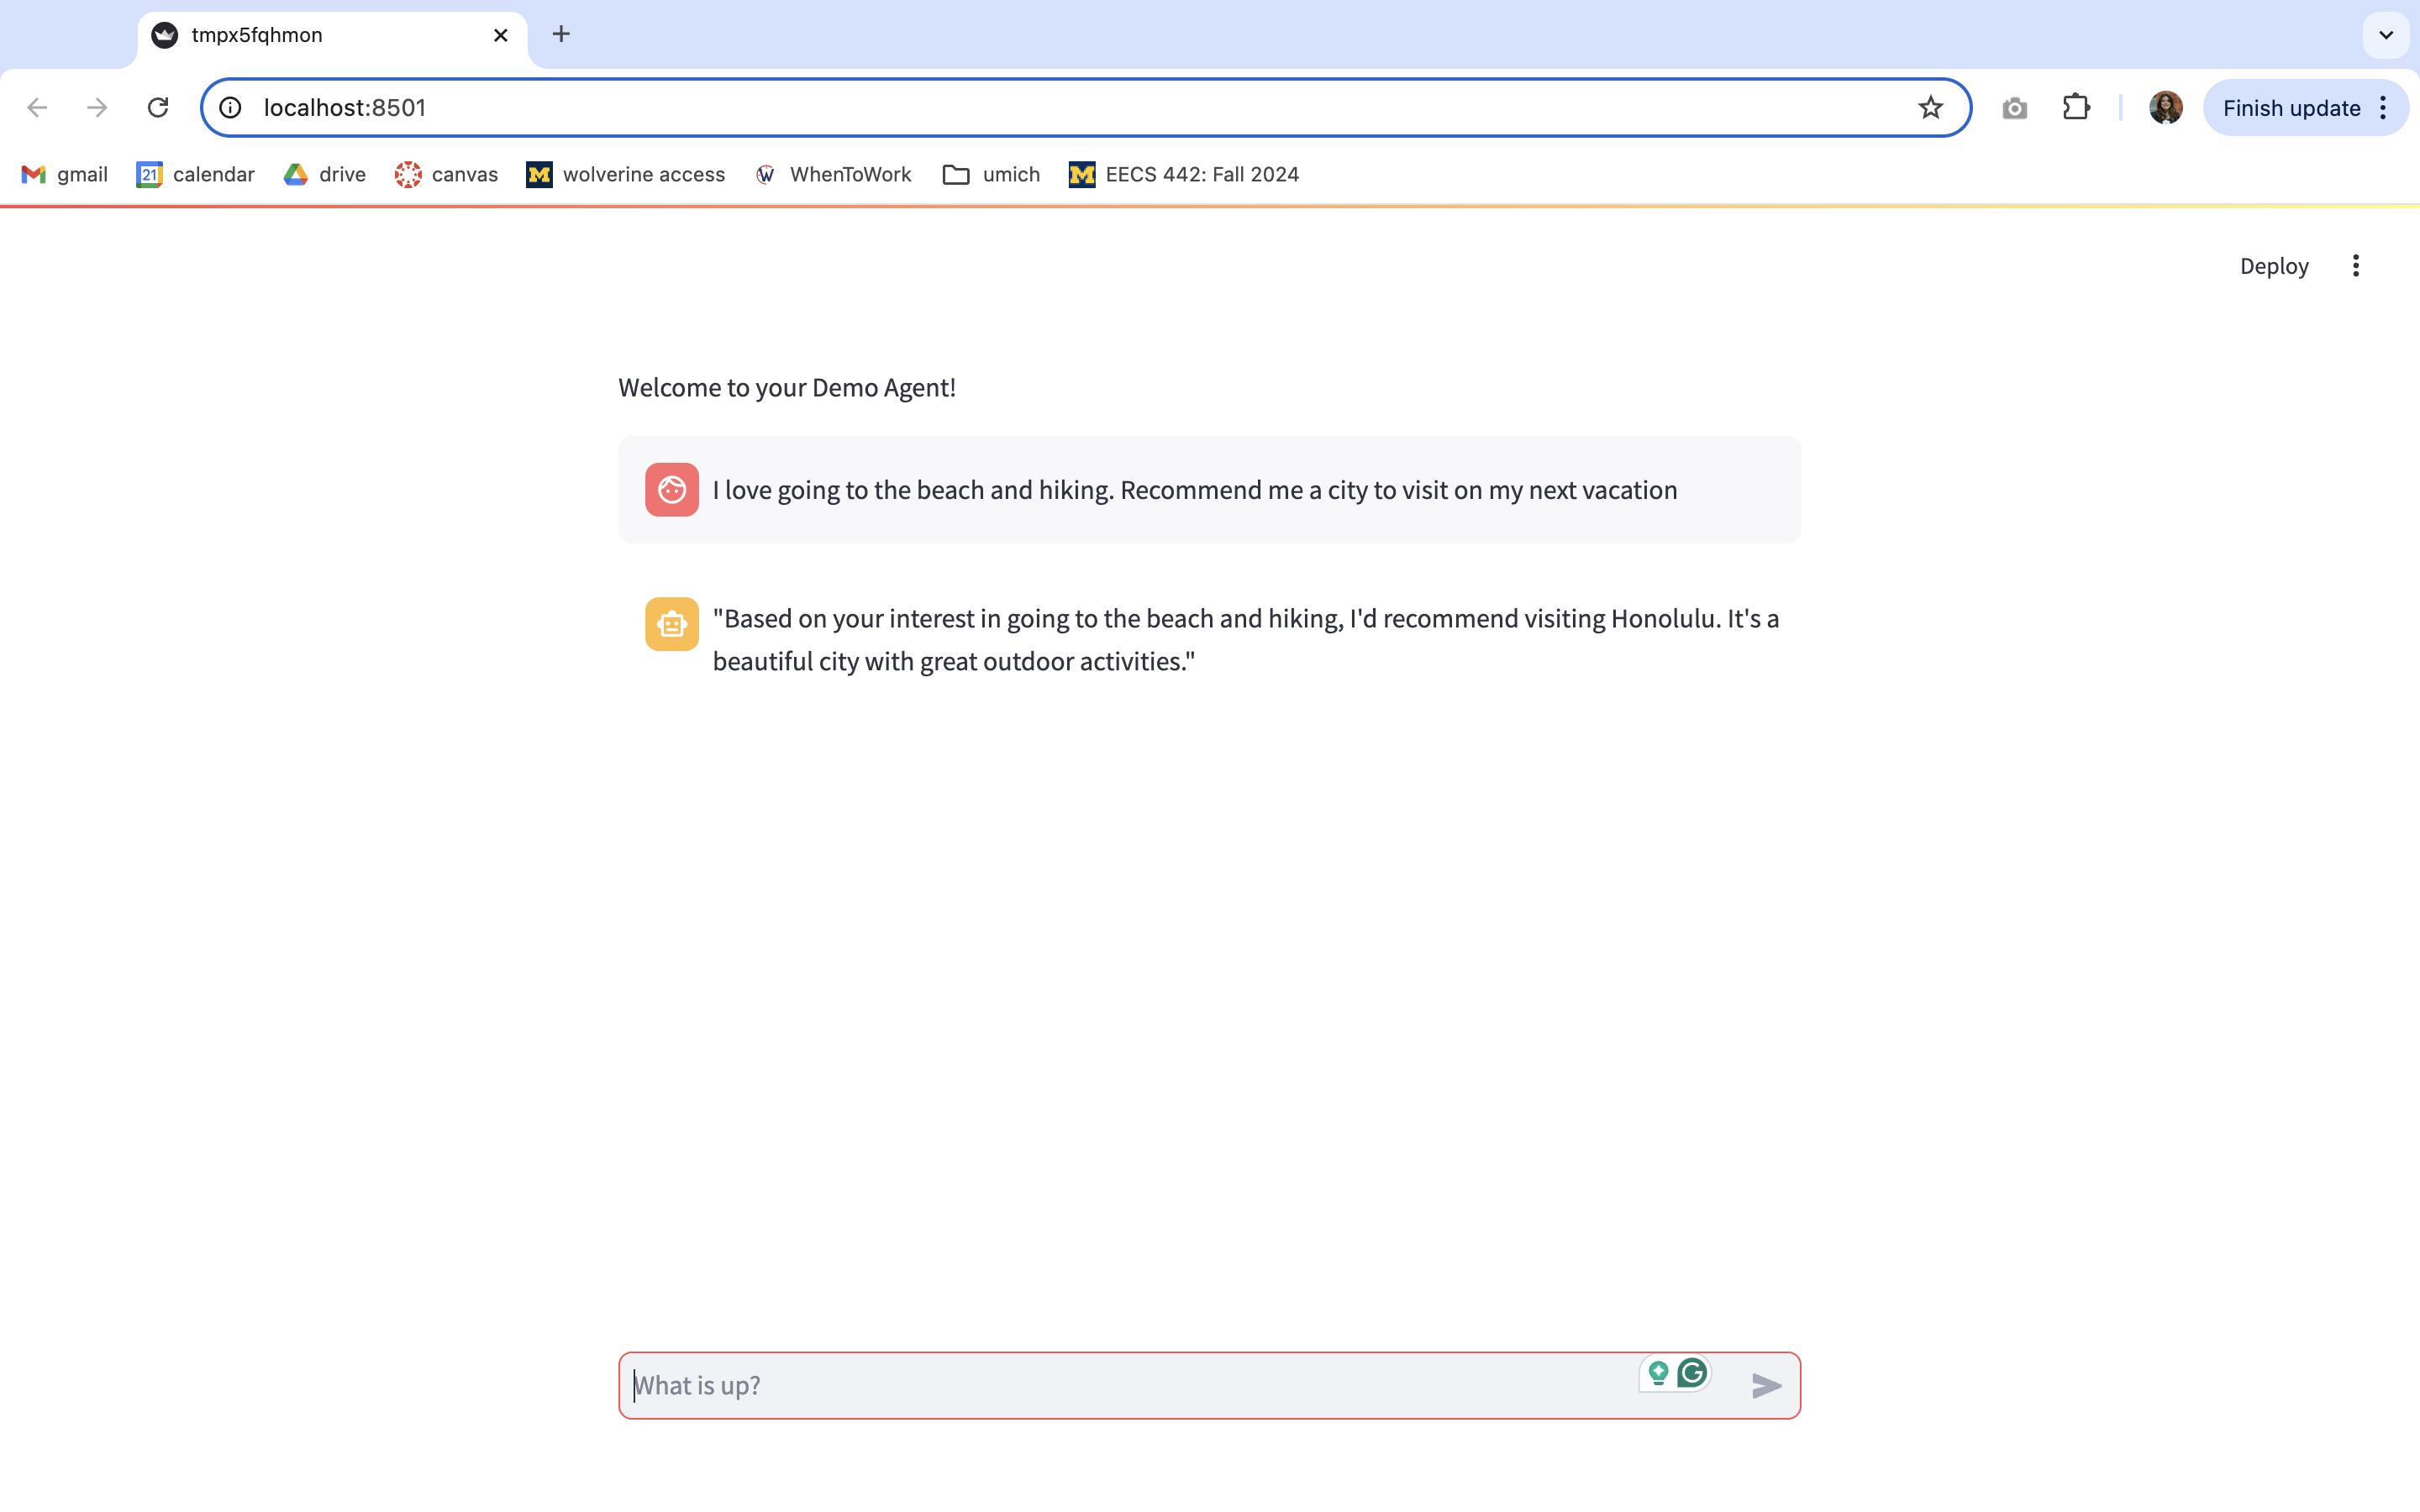 tmpx5fqhmon
localhost:8501
Finish update
gmail
21 calendar
drive
canvas
M wolverine access
W WhenToWork
umich
M EECS 442: Fall 2024
Deploy
Welcome to your Demo Agent!
I love going to the beach and hiking. Recommend me a city to visit on my next vacation
"Based on your interest in going to the beach and hiking, I'd recommend visiting Honolulu. It's a
beautiful city with great outdoor activities."
What is up?